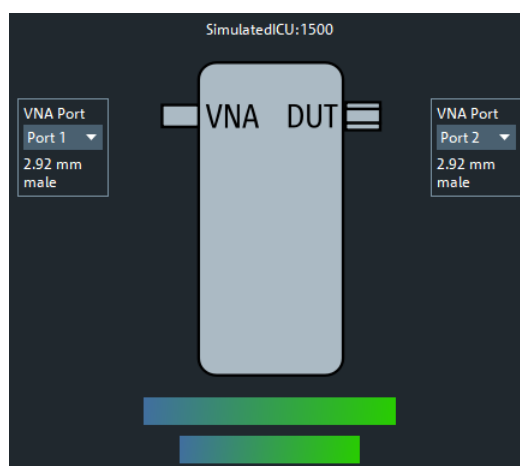 SimulatedICU:1500
VNA Port
Port 1
2.92 mm
male
VNA DUT
VNA Port
Port 2
2.92 mm
male